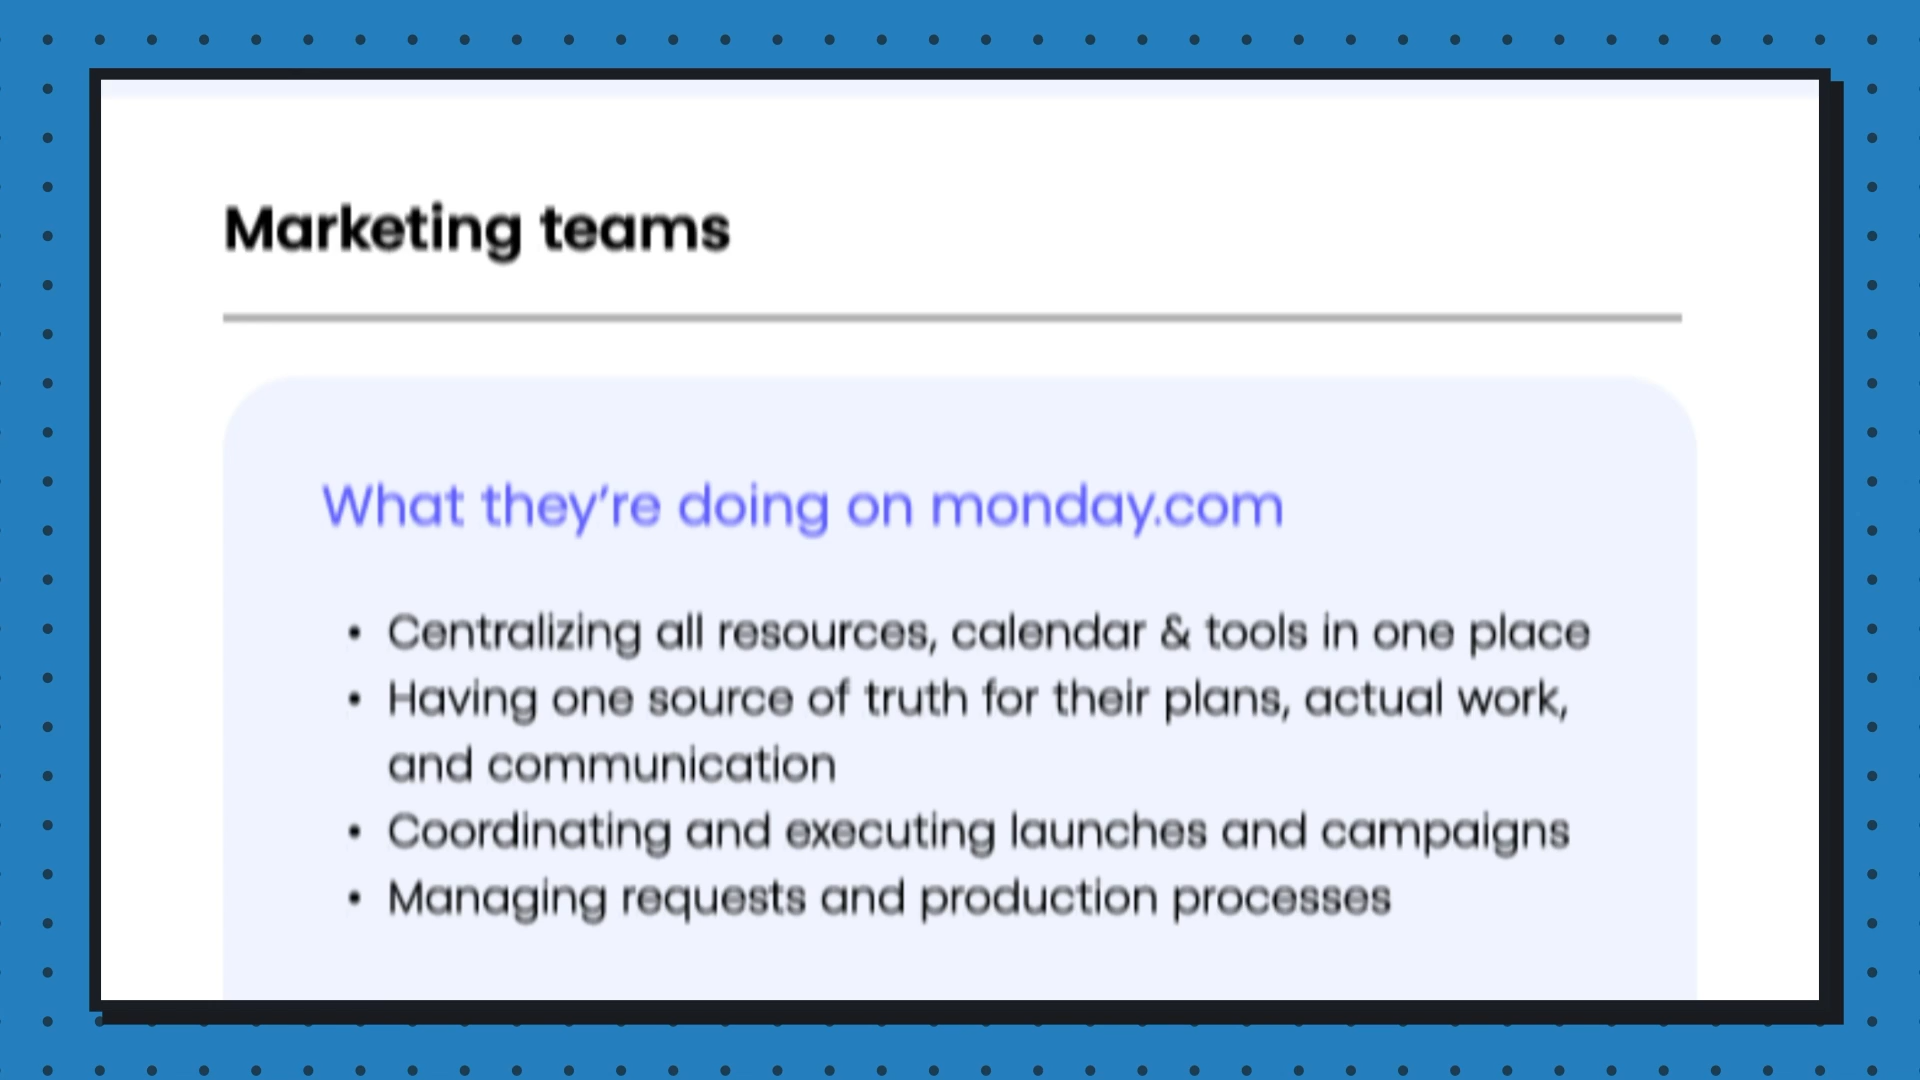 Marketing teams
What they’re doing on monday.com
• Centralizing all resources, calendar & tools in one place
• Having one source of truth for their plans, actual work,
and communication
• Coordinating and executing launches and campaigns
• Managing requests and production processes